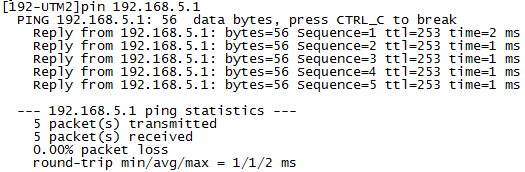 [192-UTM2]pin 192.168.5.1
PING 192.168.5.1: 56  data bytes, press CTRL_C to break
Reply from 192.168.5.1: bytes=56 Sequence=1 ttl=253 time=2 ms
Reply from 192.168.5.1: bytes=56 Sequence=2 ttl=253 time=1 ms
Reply from 192.168.5.1: bytes=56 Sequence=3 ttl=253 time=1 ms
Reply from 192.168.5.1: bytes=56 Sequence=4 ttl=253 time=1 ms
Reply from 192.168.5.1: bytes=56 Sequence=5 ttl=253 time=1 ms
--- 192.168.5.1 ping statistics ---
5 packet(s) transmitted
5 packet(s) received
0.00% packet loss
round-trip min/avg/max = 1/1/2 ms